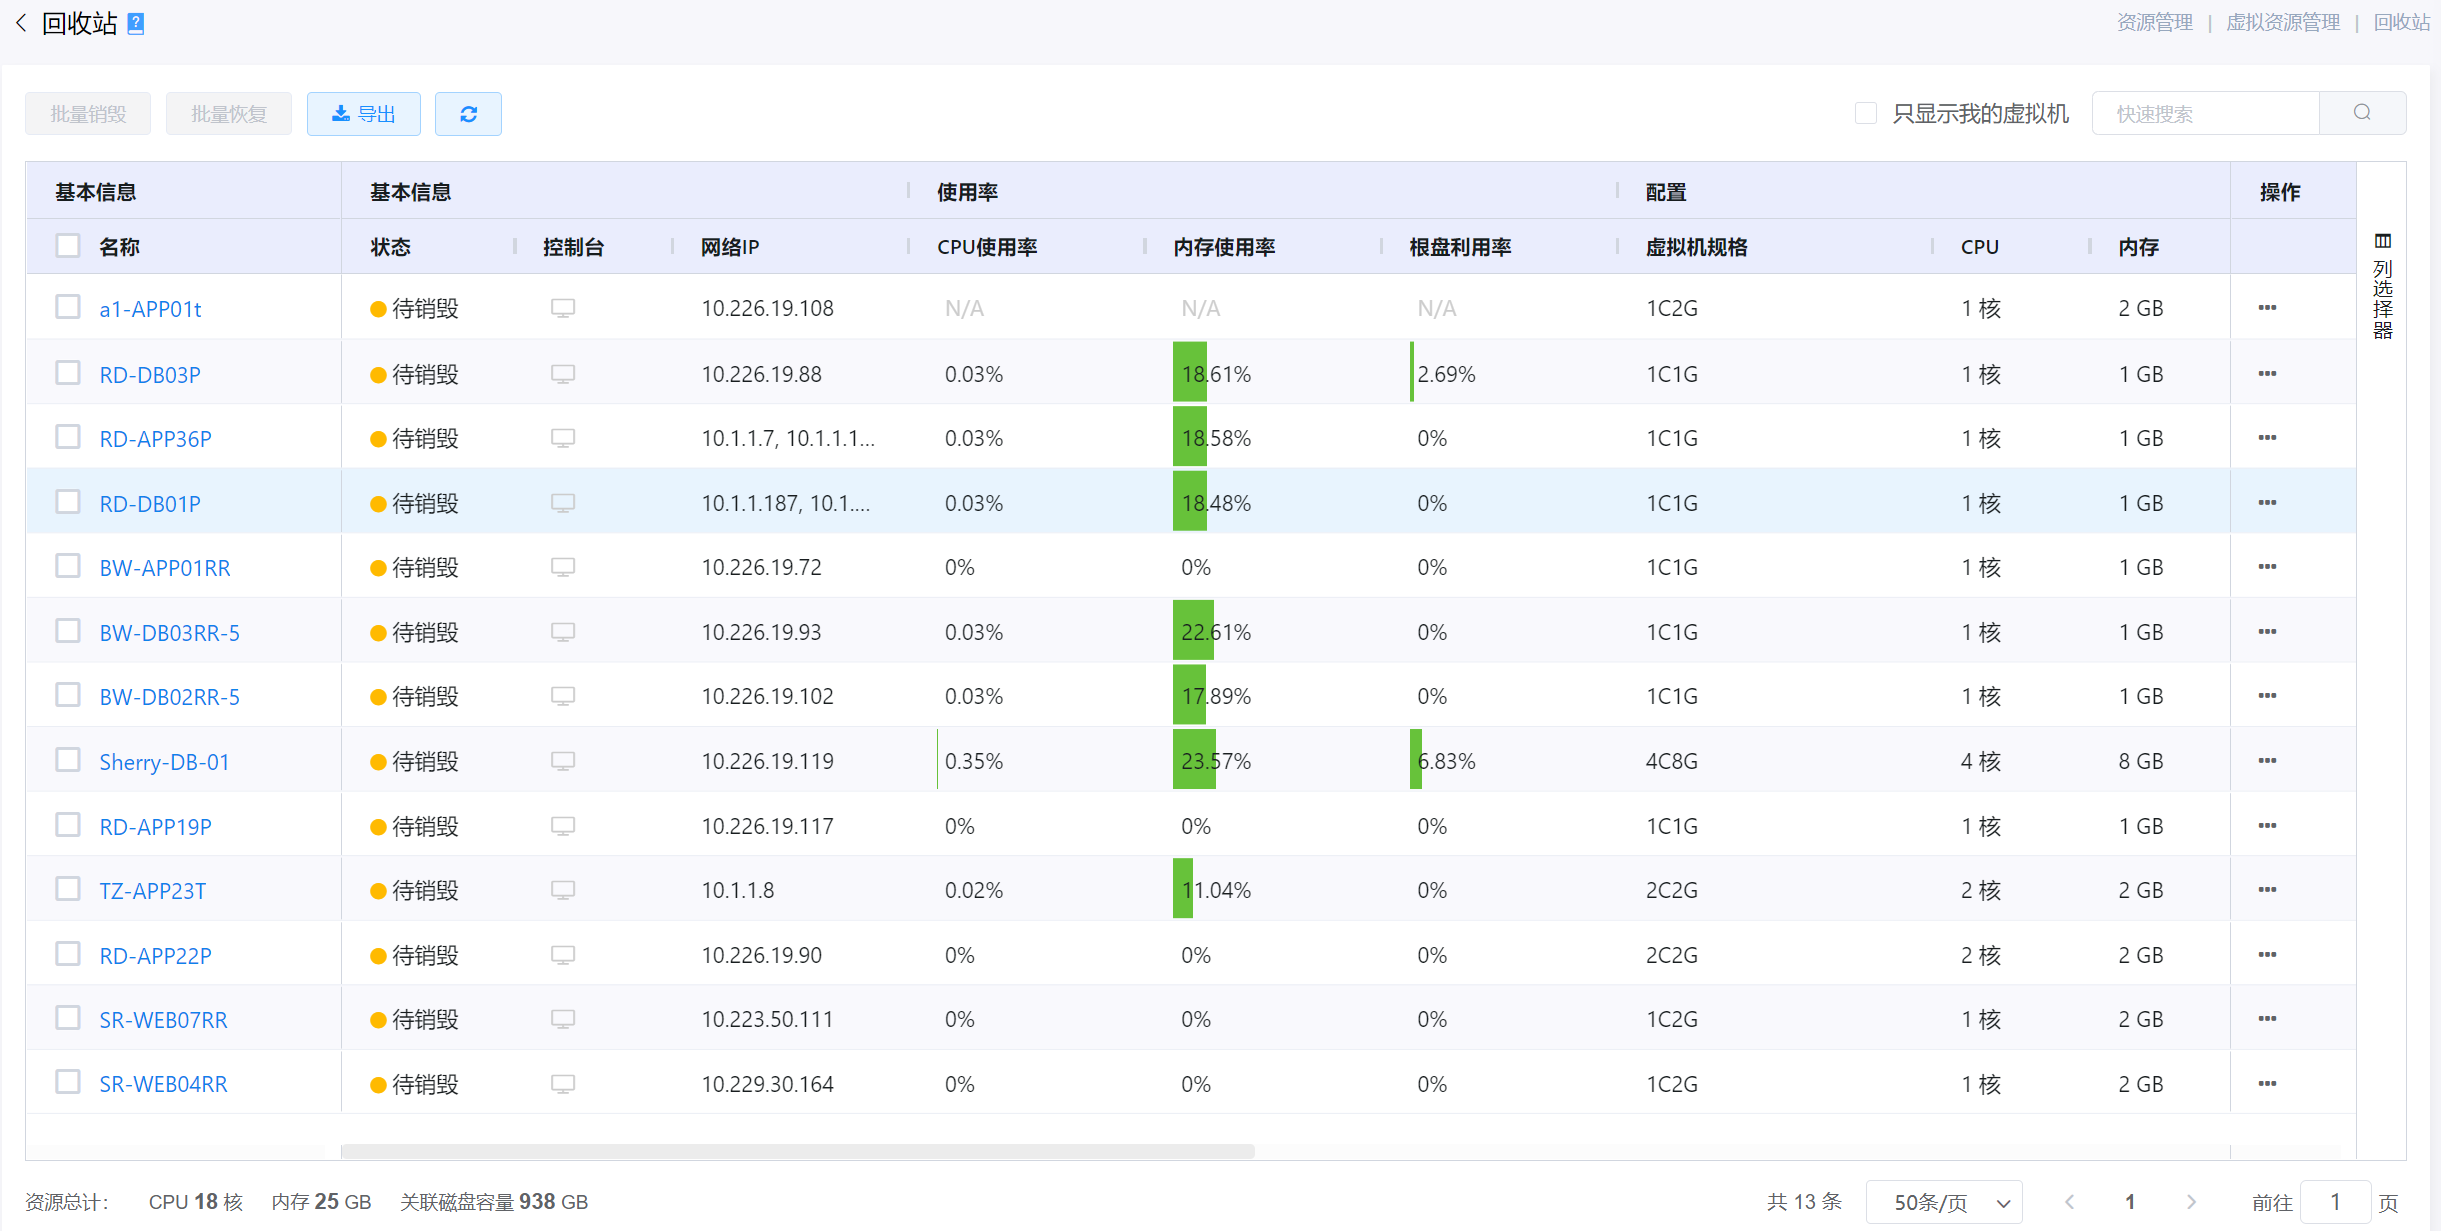 回收站 ?
资源管理 | 虚拟资源管理 | 回收站
批量销毁 批量恢复 导出 只显示我的虚拟机 快速搜索
基本信息 基本信息 使用率 配置 操作
名称 状态 控制台 网络IP CPU使用率 内存使用率 根盘利用率 虚拟机规格 CPU 内存
列选择器
a1-APP01t 待销毁 10.226.19.108 N/A N/A N/A 1C2G 1 核 2 GB •••
RD-DB03P 待销毁 10.226.19.88 0.03% 18.61% 2.69% 1C1G 1 核 1 GB •••
RD-APP36P 待销毁 10.1.1.7, 10.1.1.1... 0.03% 18.58% 0% 1C1G 1 核 1 GB •••
RD-DB01P 待销毁 10.1.1.187, 10.1.... 0.03% 18.48% 0% 1C1G 1 核 1 GB •••
BW-APP01RR 待销毁 10.226.19.72 0% 0% 0% 1C1G 1 核 1 GB •••
BW-DB03RR-5 待销毁 10.226.19.93 0.03% 22.61% 0% 1C1G 1 核 1 GB •••
BW-DB02RR-5 待销毁 10.226.19.102 0.03% 17.89% 0% 1C1G 1 核 1 GB •••
Sherry-DB-01 待销毁 10.226.19.119 0.35% 23.57% 6.83% 4C8G 4 核 8 GB •••
RD-APP19P 待销毁 10.226.19.117 0% 0% 0% 1C1G 1 核 1 GB •••
TZ-APP23T 待销毁 10.1.1.8 0.02% 11.04% 0% 2C2G 2 核 2 GB •••
RD-APP22P 待销毁 10.226.19.90 0% 0% 0% 2C2G 2 核 2 GB •••
SR-WEB07RR 待销毁 10.223.50.111 0% 0% 0% 1C2G 1 核 2 GB •••
SR-WEB04RR 待销毁 10.229.30.164 0% 0% 0% 1C2G 1 核 2 GB •••
资源总计： CPU 18 核 内存 25 GB 关联磁盘容量 938 GB 共 13 条 50条/页 1 前往 1 页